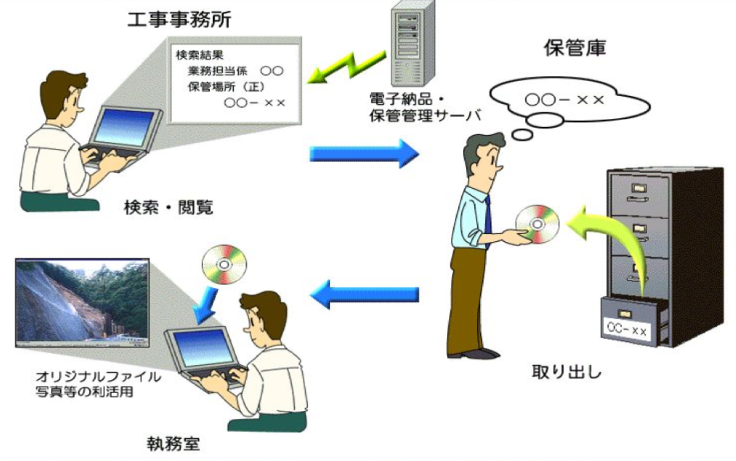 工事事務所
検索結果
業務担当係　○○
保管場所（正）
○○－××
電子納品・
保管管理サーバ
検索・閲覧
保管庫
○○－××
○○-××
取り出し
オリジナルファイル
写真等の利活用
執務室